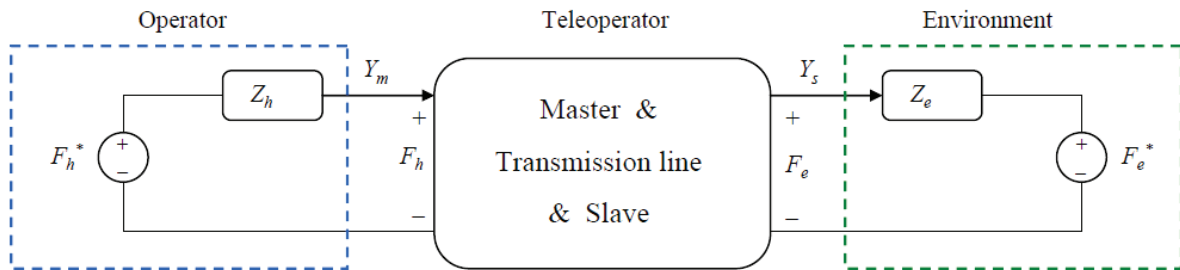 Operator
Teleoperator
Environment
Z_h
Y_m
Y_s
Z_e
F_h*
+
−
+
F_h
−
Master &
Transmission line
& Slave
+
F_e
−
+
−
F_e*